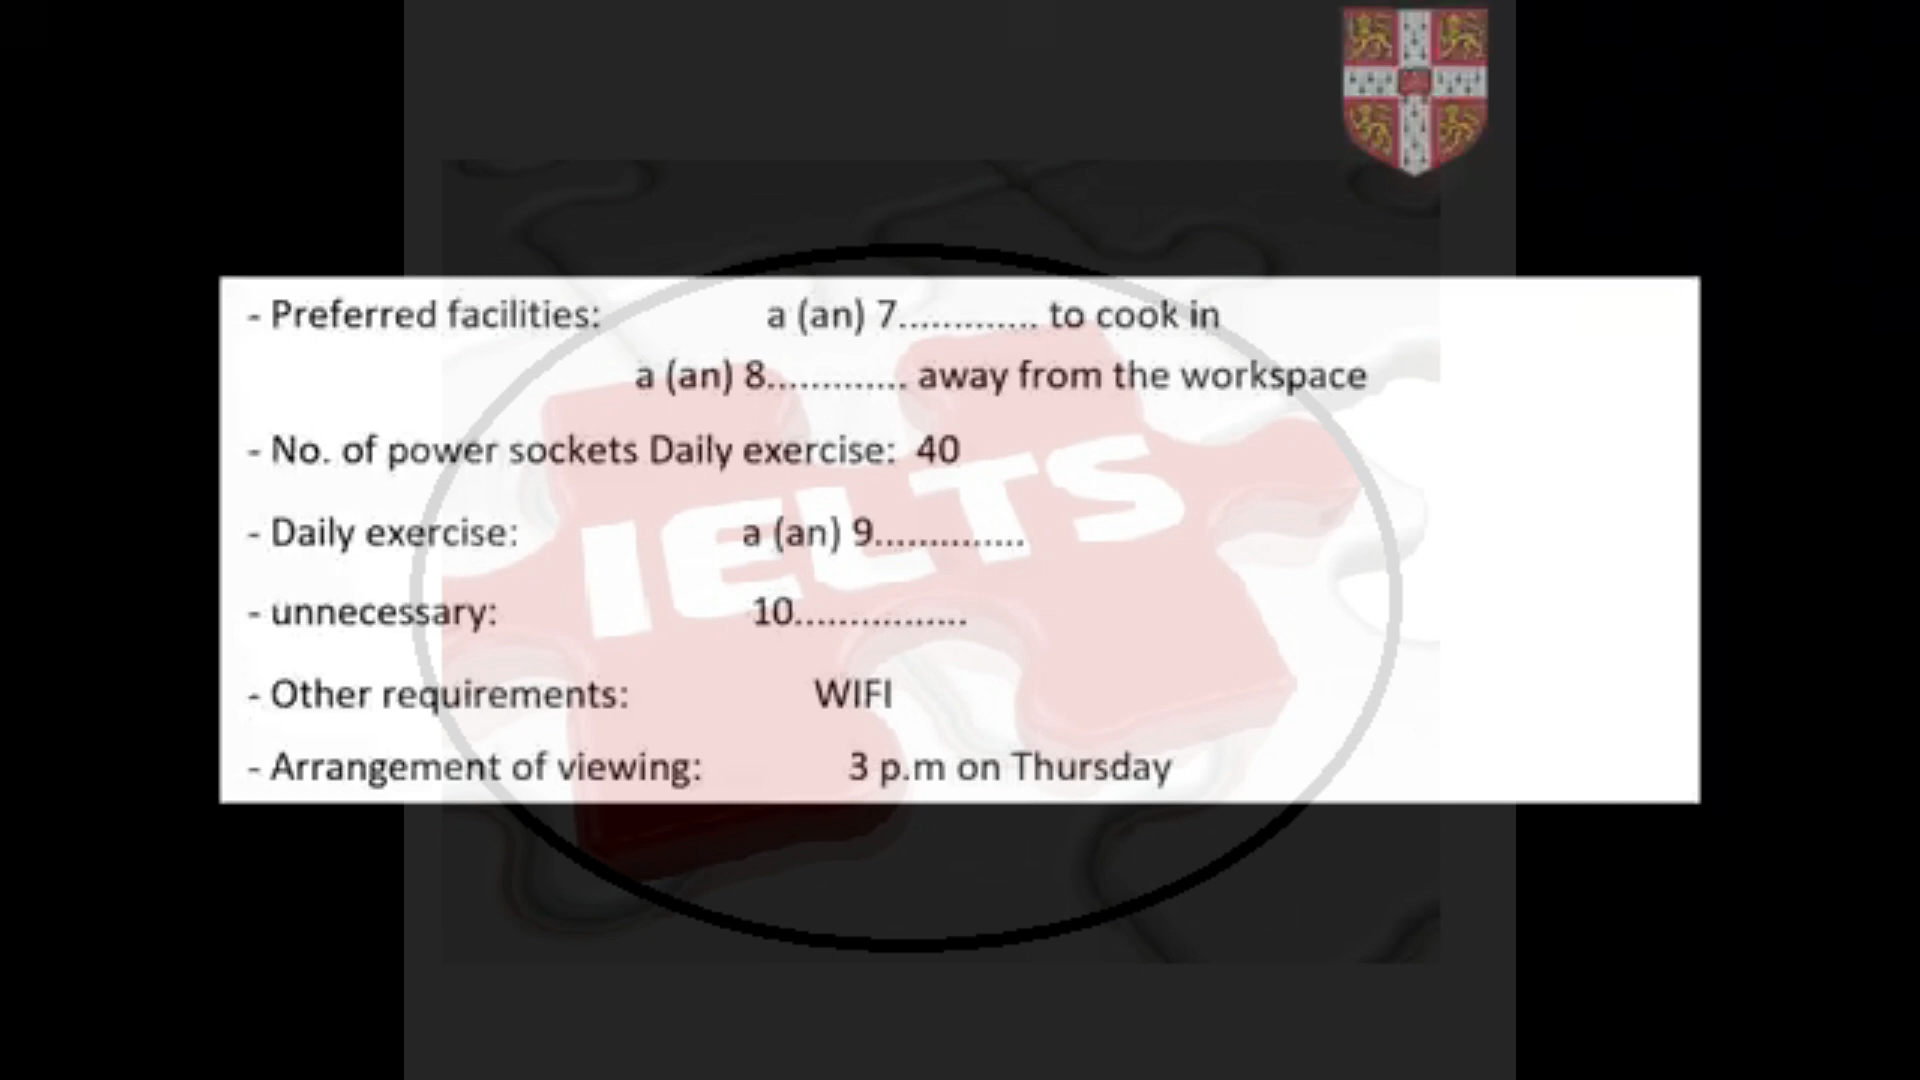 - Preferred facilities: a (an) 7............. to cook in
a (an) 8............. away from the workspace
- No. of power sockets Daily exercise: 40
- Daily exercise: a (an) 9..............
- unnecessary: 10................
- Other requirements: WIFI
- Arrangement of viewing: 3 p.m on Thursday
IELTS